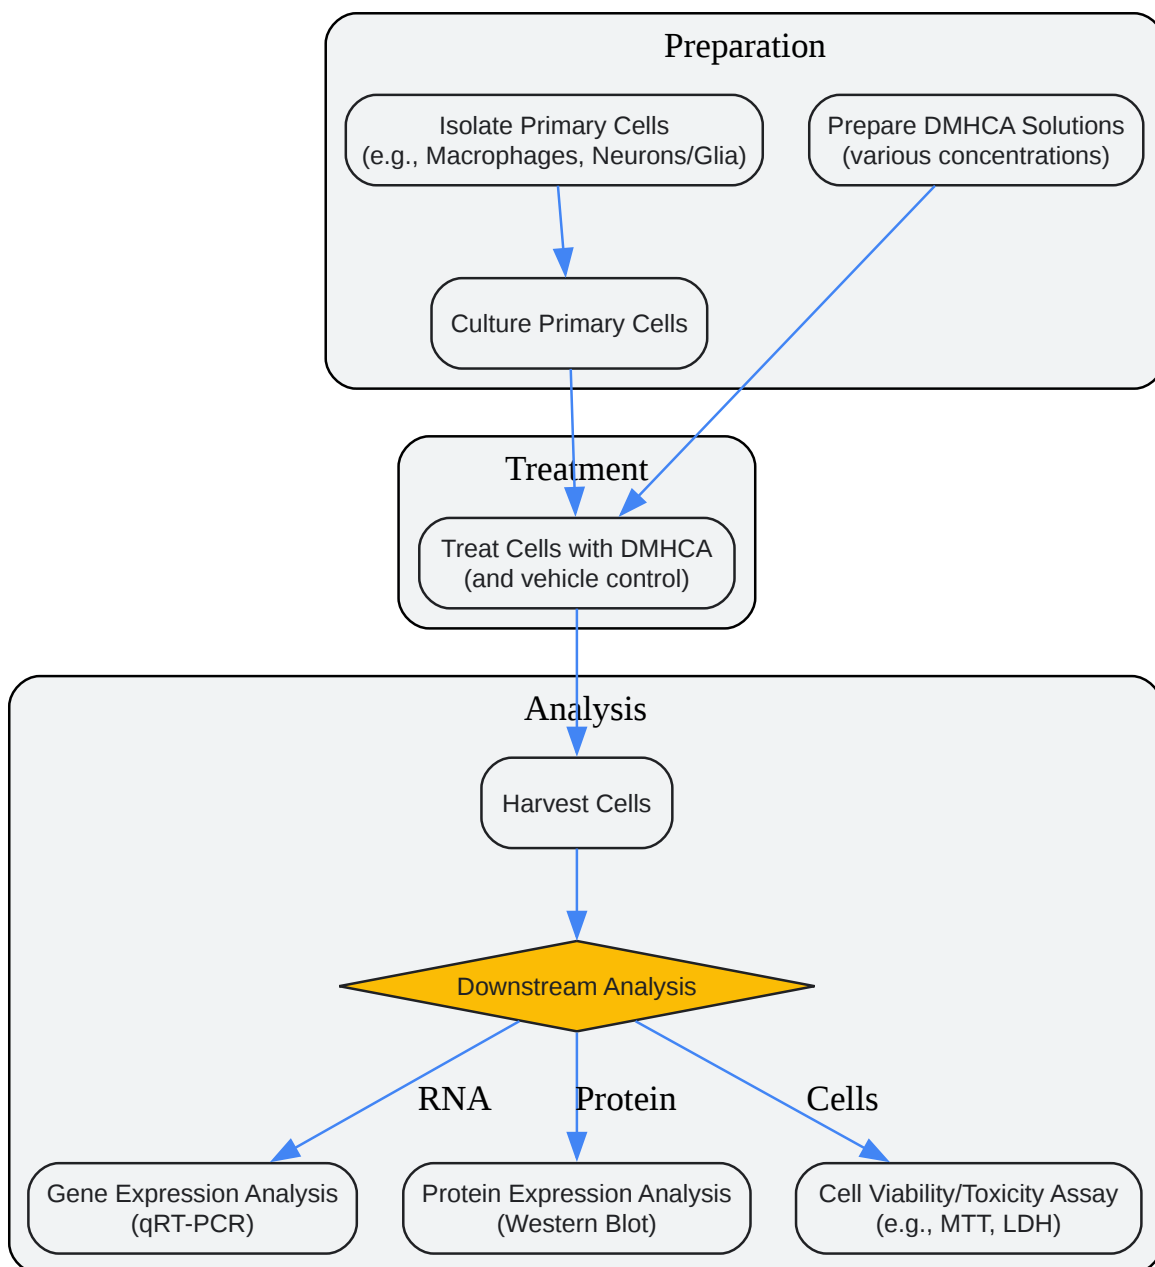 Preparation
Isolate Primary Cells
(e.g., Macrophages, Neurons/Glia)
Prepare DMHCA Solutions
(various concentrations)
Culture Primary Cells
Treatment
Treat Cells with DMHCA
(and vehicle control)
Analysis
Harvest Cells
Downstream Analysis
RNA
Protein
Cells
Gene Expression Analysis
(qRT-PCR)
Protein Expression Analysis
(Western Blot)
Cell Viability/Toxicity Assay
(e.g., MTT, LDH)